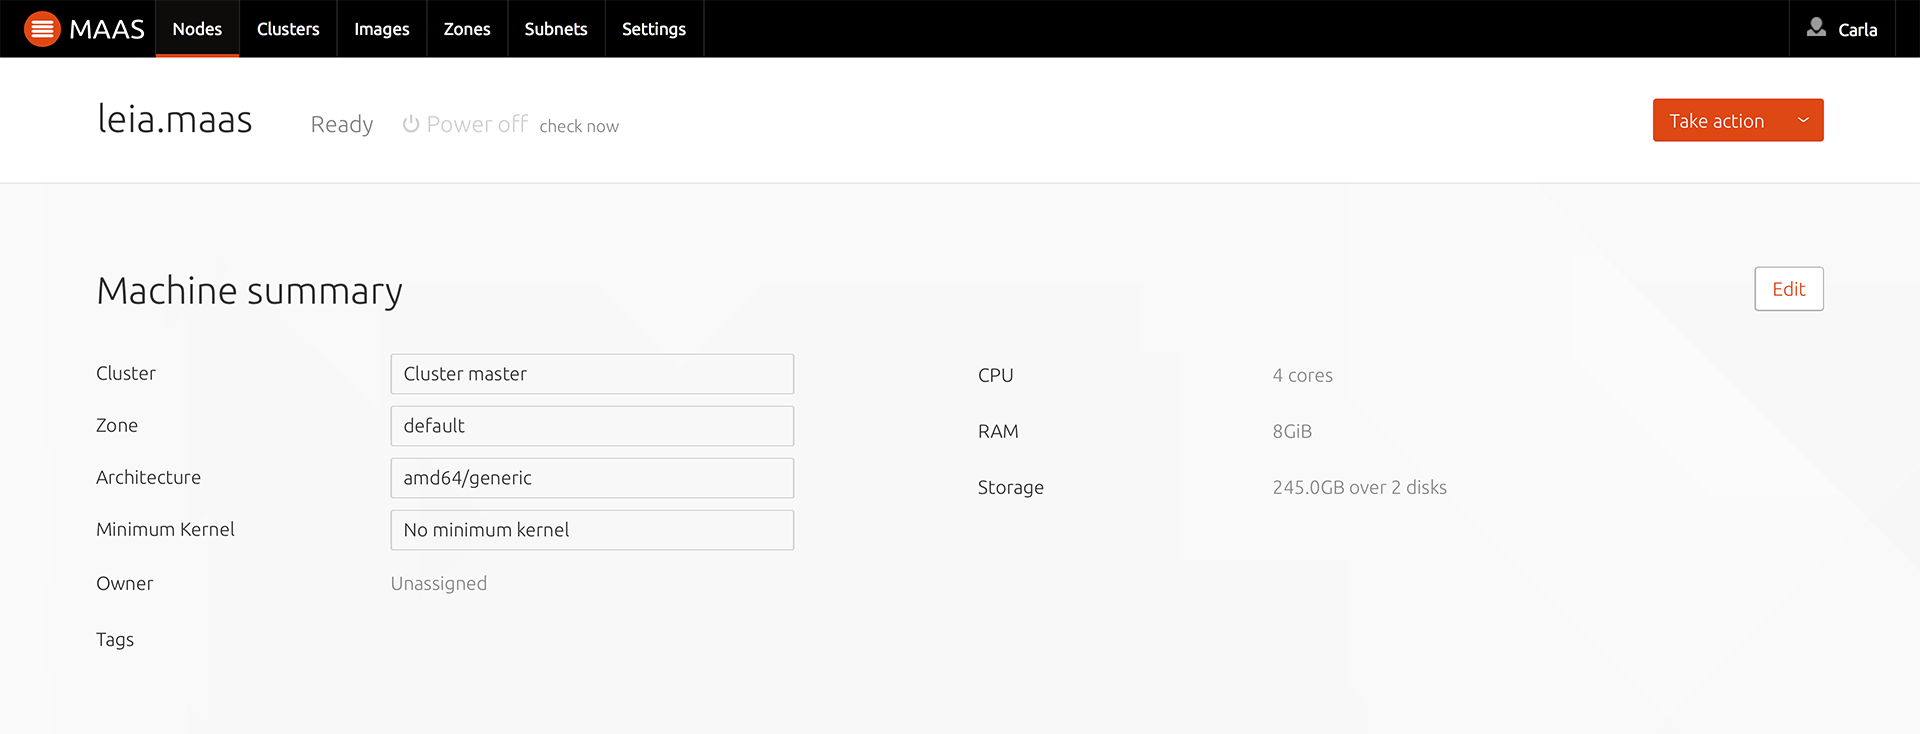 MAAS Nodes Clusters Images Zones Subnets Settings Carla
leia.maas Ready Power off check now Take action
Machine summary Edit
Cluster Cluster master
Zone default
Architecture amd64/generic
Minimum Kernel No minimum kernel
Owner Unassigned
Tags
CPU 4 cores
RAM 8GiB
Storage 245.0GB over 2 disks